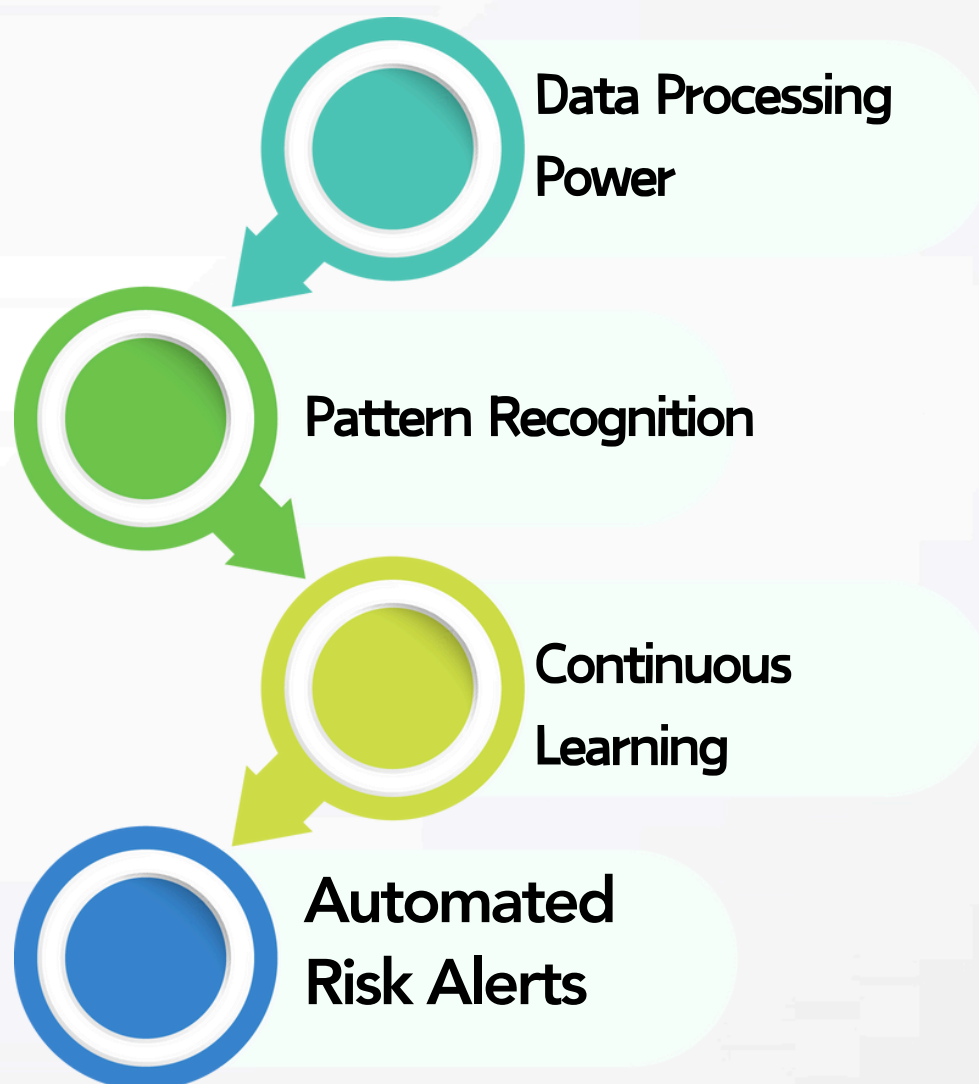 Data Processing
Power
Pattern Recognition
Continuous
Learning
Automated
Risk Alerts